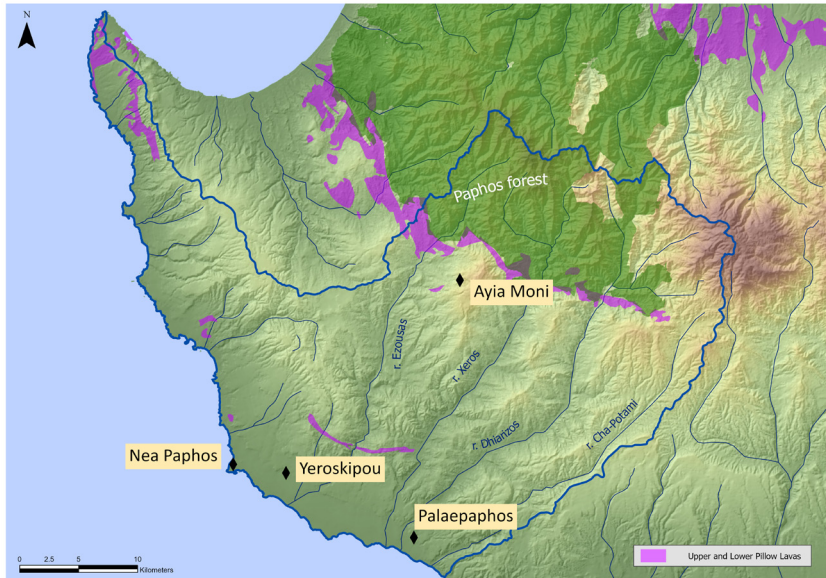 N
Paphos forest
Ayia Moni
r. Ezousas
r. Xeros
r. Dhiarizos
r. Cha-Potami
Nea Paphos
Yeroskipou
Palaepaphos
0 2.5 5 10
Kilometers
Upper and Lower Pillow Lavas